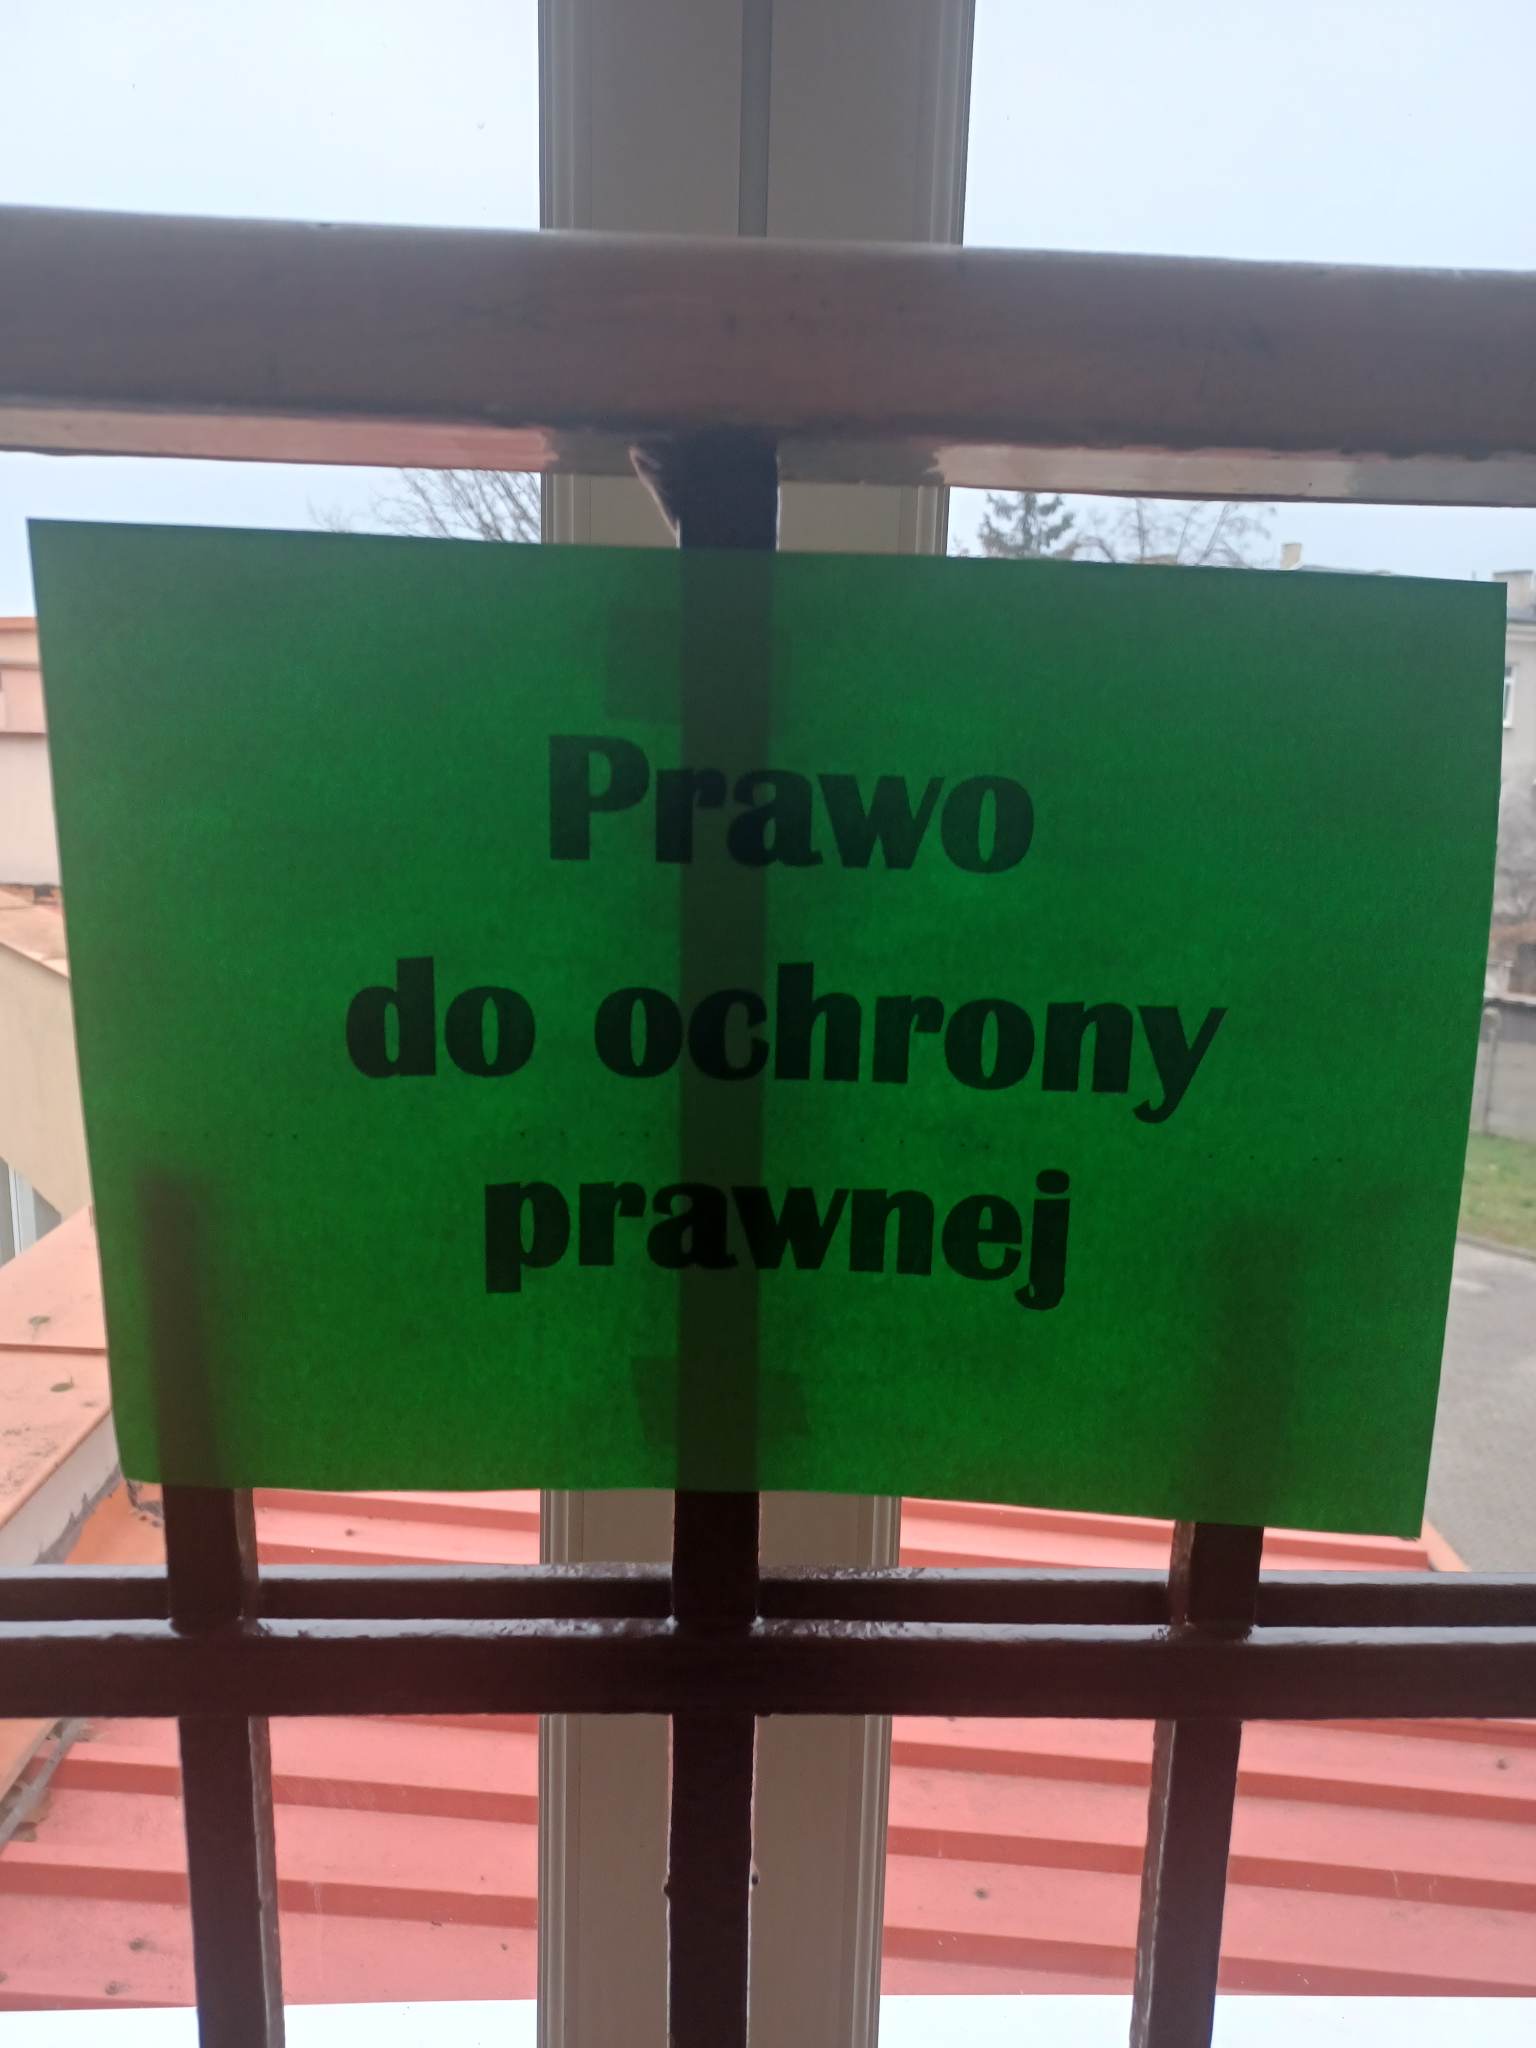 Prawo
do ochrony
prawnej